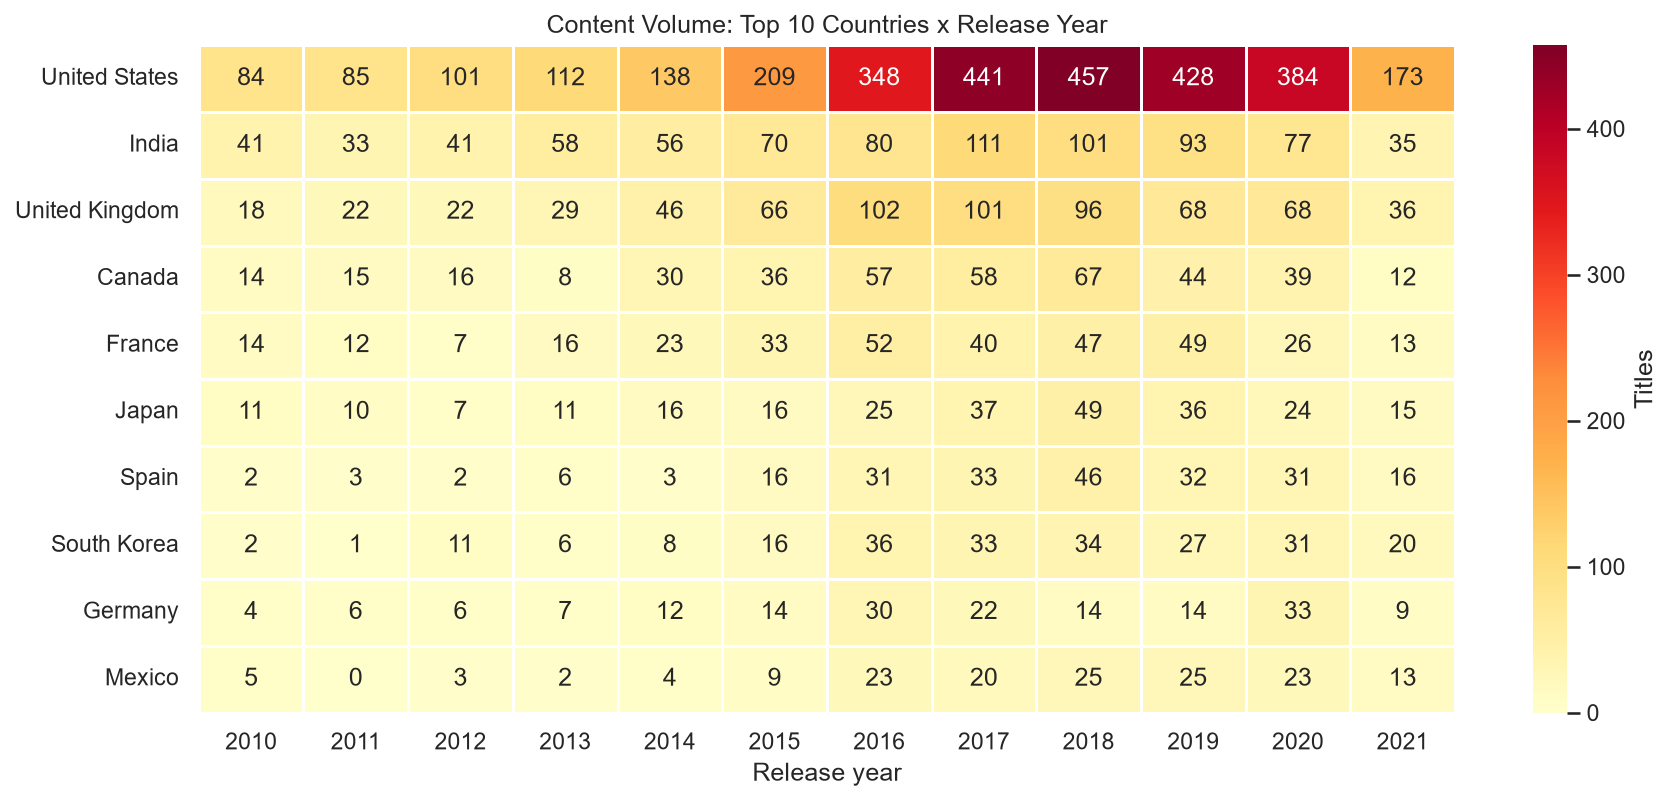 Content Volume: Top 10 Countries x Release Year
United States 84 85 101 112 138 209 348 441 457 428 384 173
India 41 33 41 58 56 70 80 111 101 93 77 35
United Kingdom 18 22 22 29 46 66 102 101 96 68 68 36
Canada 14 15 16 8 30 36 57 58 67 44 39 12
France 14 12 7 16 23 33 52 40 47 49 26 13
Japan 11 10 7 11 16 16 25 37 49 36 24 15
Spain 2 3 2 6 3 16 31 33 46 32 31 16
South Korea 2 1 11 6 8 16 36 33 34 27 31 20
Germany 4 6 6 7 12 14 30 22 14 14 33 9
Mexico 5 0 3 2 4 9 23 20 25 25 23 13
2010 2011 2012 2013 2014 2015 2016 2017 2018 2019 2020 2021
Release year
400
300
200
100
0
Titles